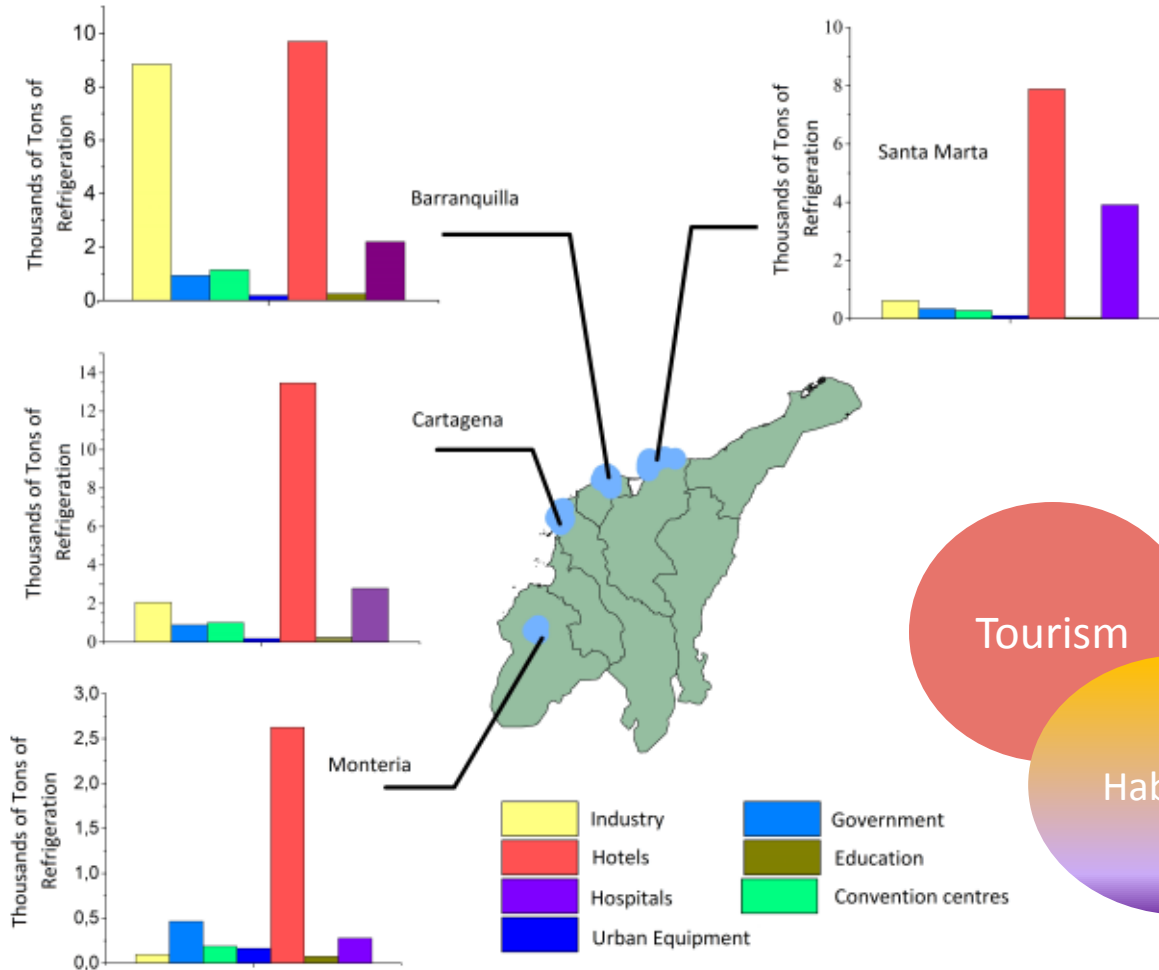 10
8
6
4
2
0
Thousands of Tons of
Refrigeration
Barranquilla
10
8
6
4
2
0
Thousands of Tons of
Refrigeration
Santa Marta
14
12
10
8
6
4
2
0
Thousands of Tons of
Refrigeration
Cartagena
3,0
2,5
2,0
1,5
1,0
0,5
0,0
Thousands of Tons of
Refrigeration
Monteria
Industry
Hotels
Hospitals
Urban Equipment
Government
Education
Convention centres
Tourism
Hab